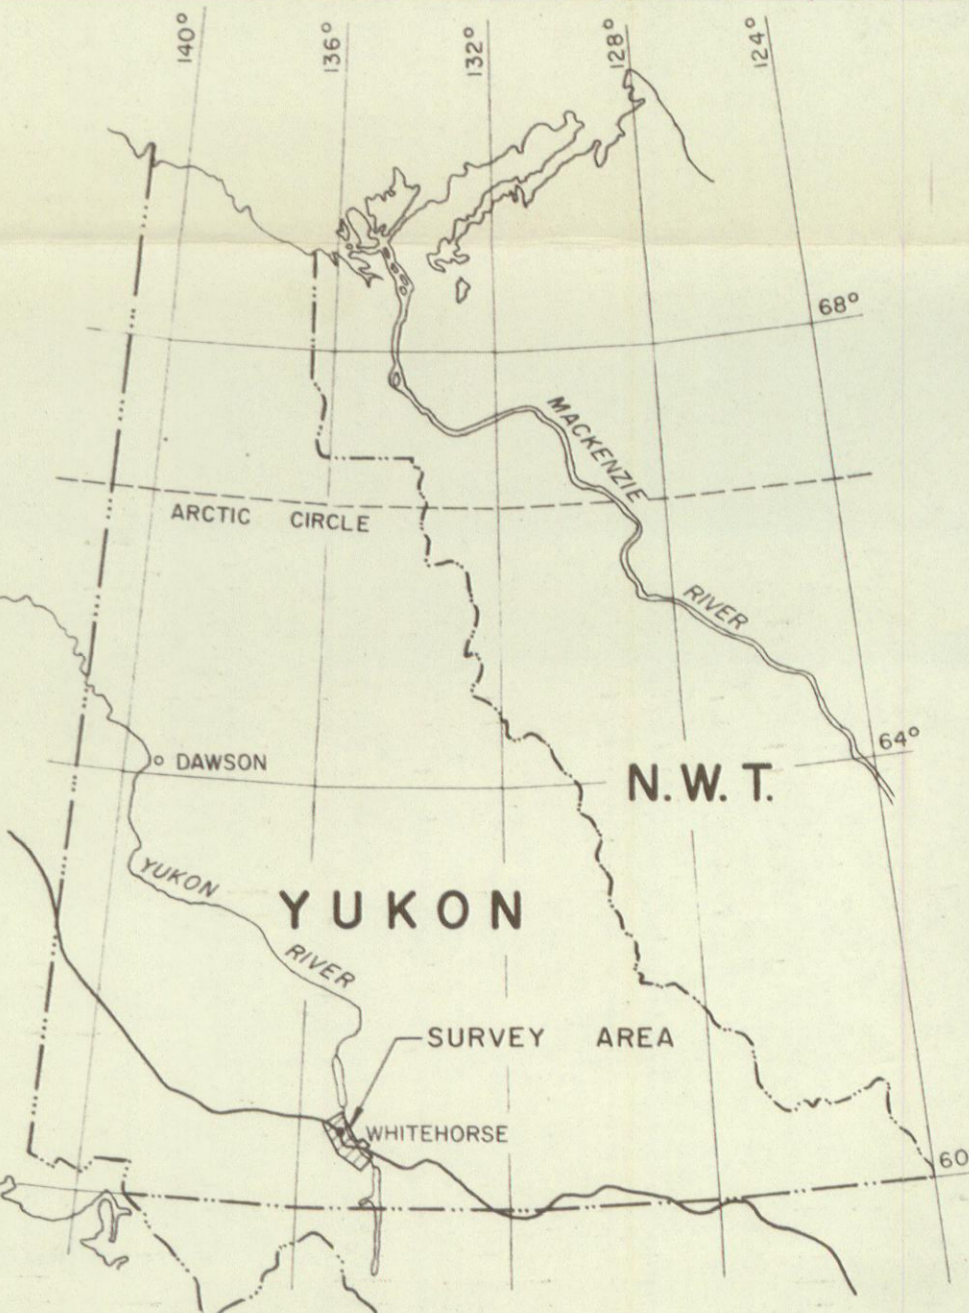 140°
136°
132°
128°
124°
68°
MACKENZIE
ARCTIC CIRCLE
RIVER
64°
DAWSON
N.W.T.
YUKON
YUKON
RIVER
SURVEY AREA
WHITEHORSE
60